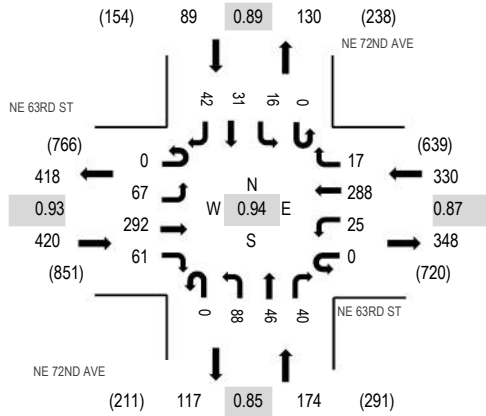 (154) 89 0.89 130 (238)
NE 72ND AVE
42 31 16 0
NE 63RD ST
(766)
418
0.93
420
(851)
0
67
292
61
N
W 0.94 E
S
17
288
25
0
(639)
330
0.87
348
(720)
0 88 46 40
NE 63RD ST
NE 72ND AVE
(211) 117 0.85 174 (291)